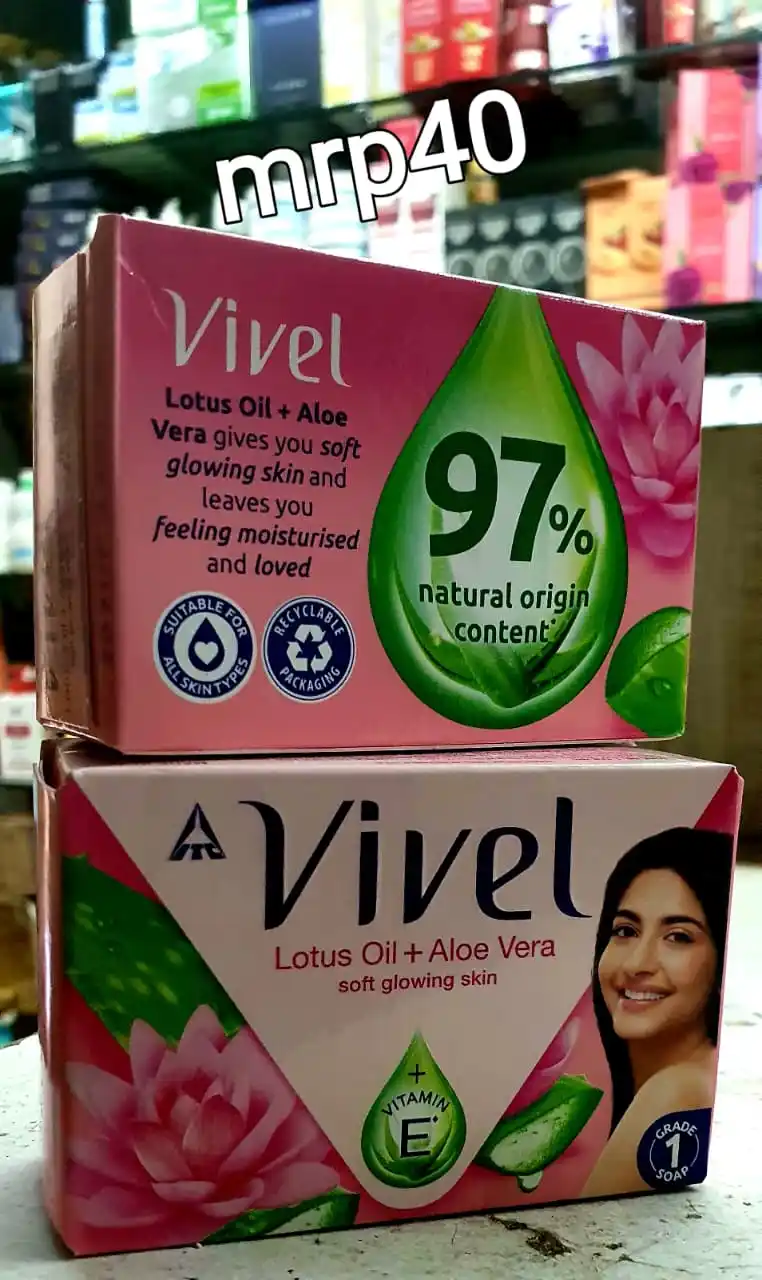 mrp40
Vivel
Lotus Oil + Aloe
Vera gives you soft
glowing skin and
leaves you
feeling moisturised
and loved
SUITABLE FOR
ALL SKIN TYPES
RECYCLABLE
PACKAGING
97%
natural origin
content*
ITC
Vivel
Lotus Oil + Aloe Vera
soft glowing skin
+
VITAMIN
E*
GRADE
1
SOAP